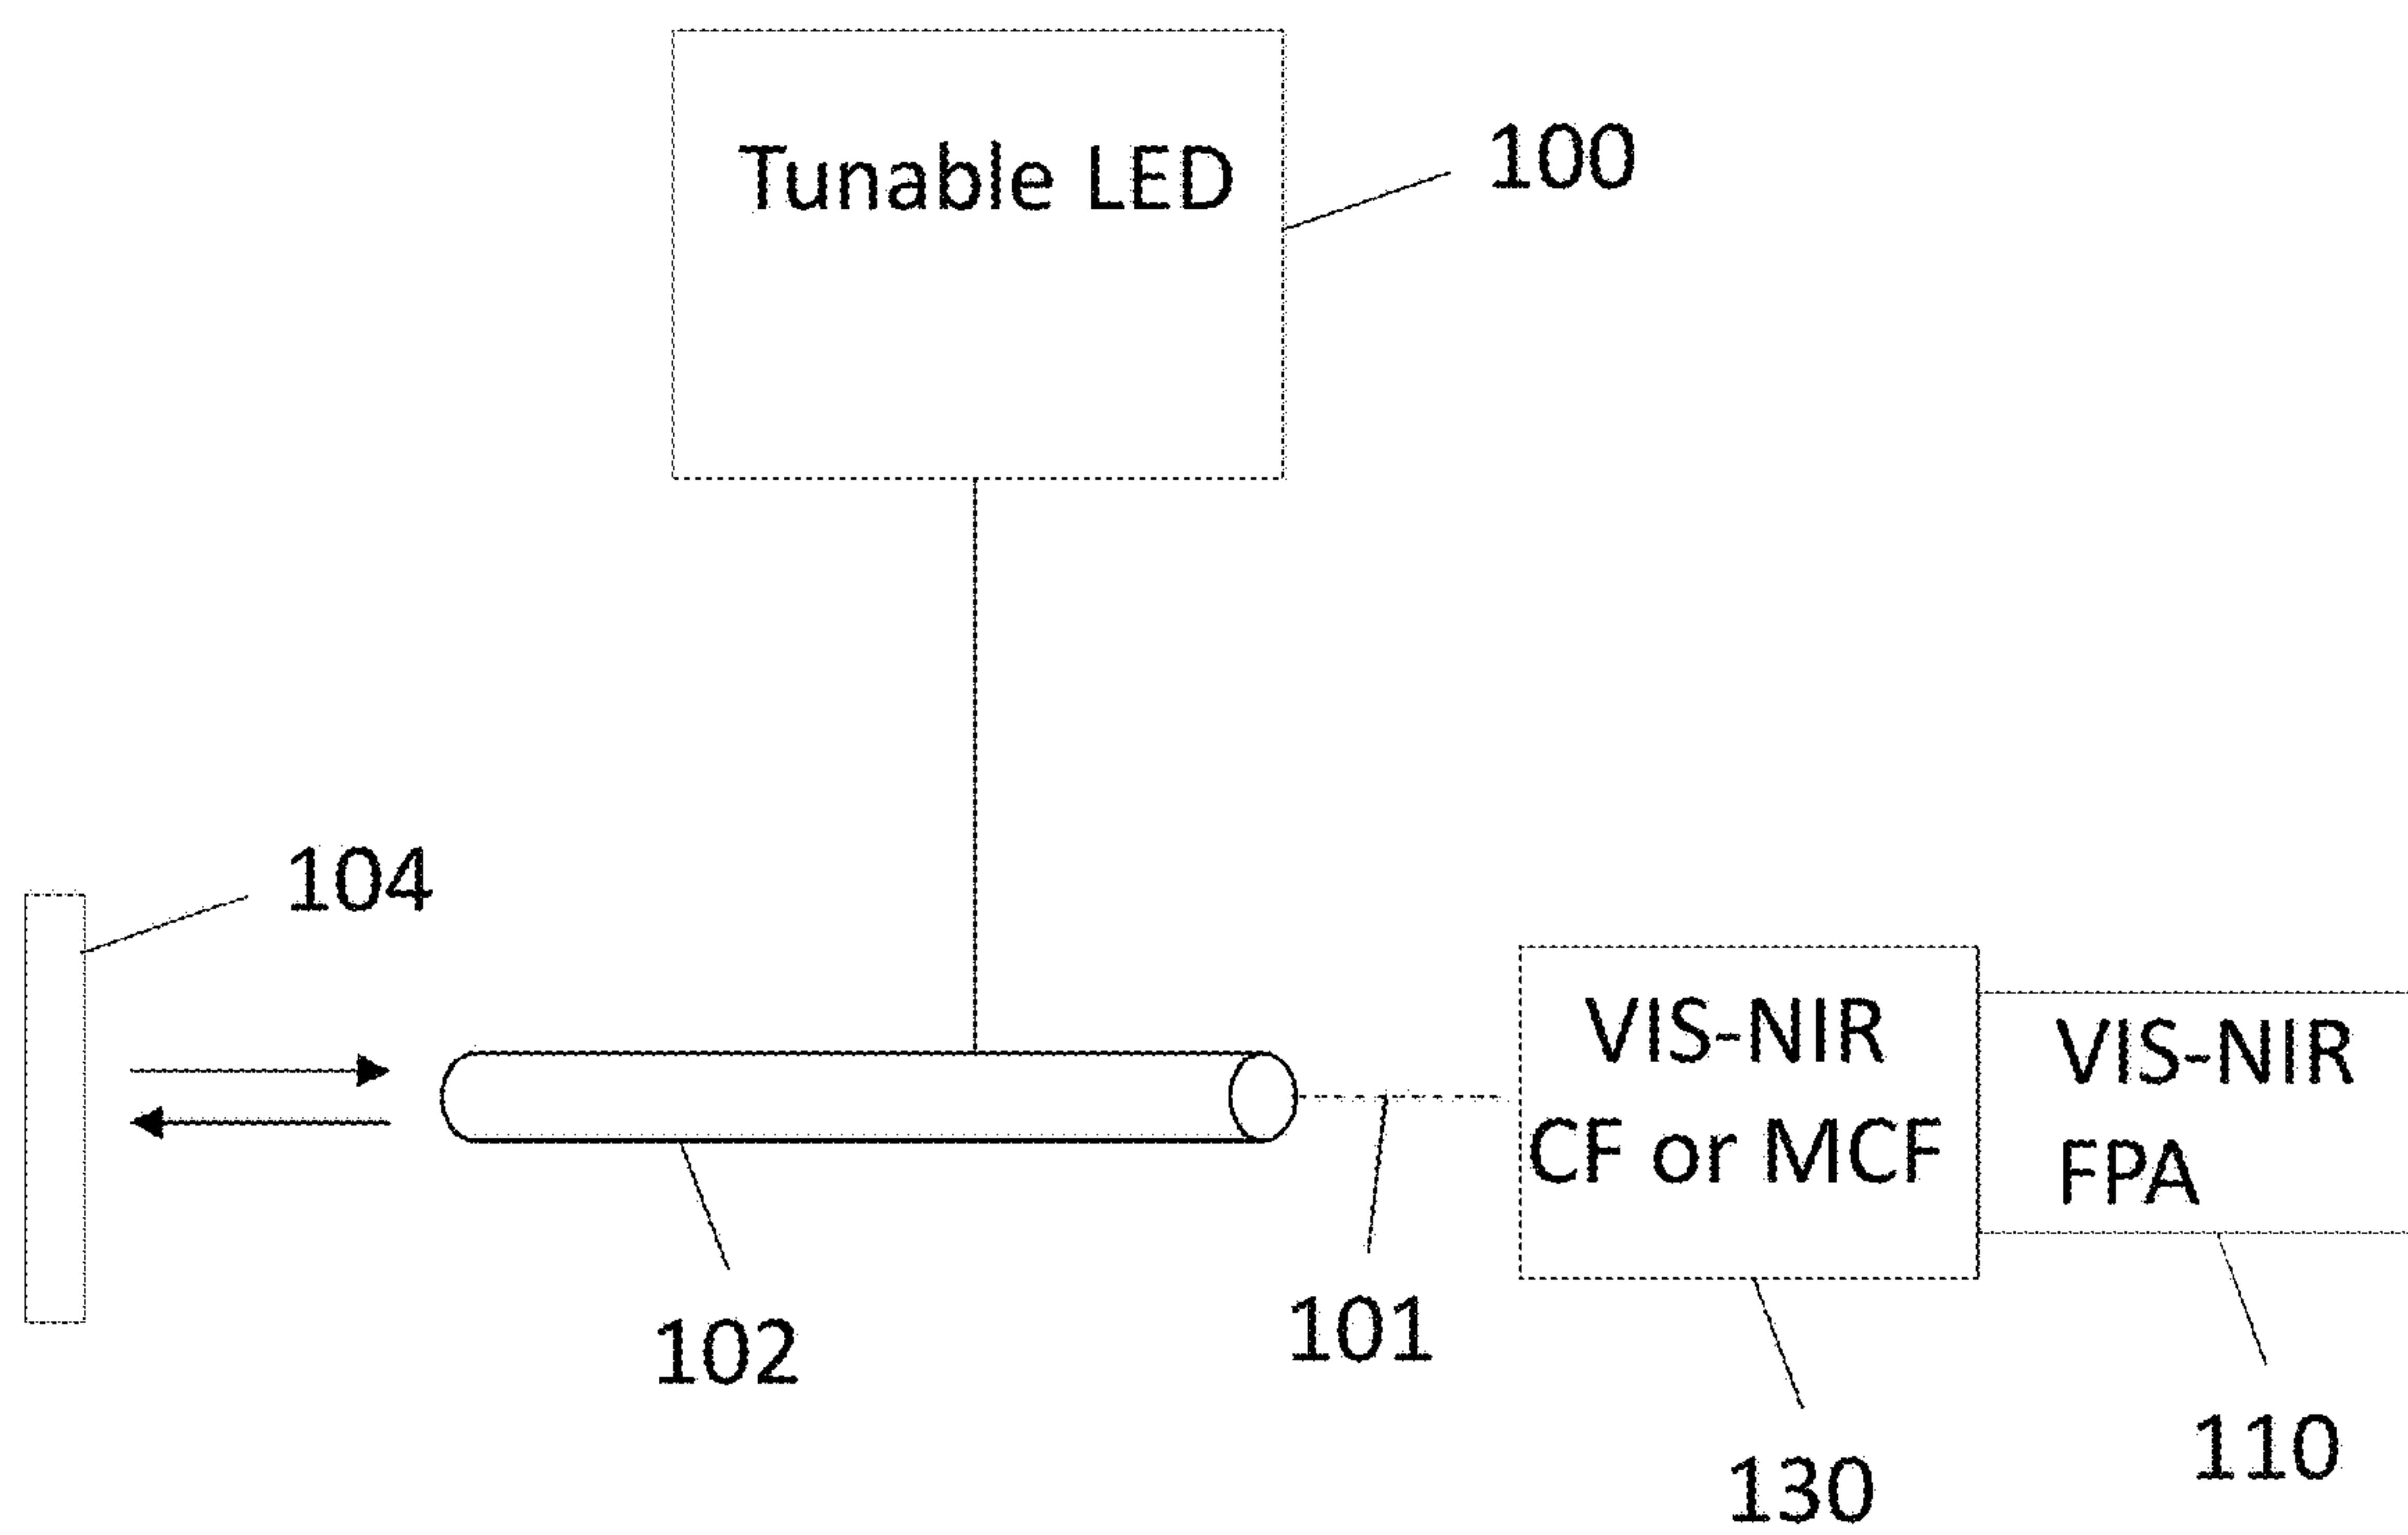 Tunable LED
100
104
VIS-NIR
CF or MCF
VIS-NIR
FPA
102
101
130
110